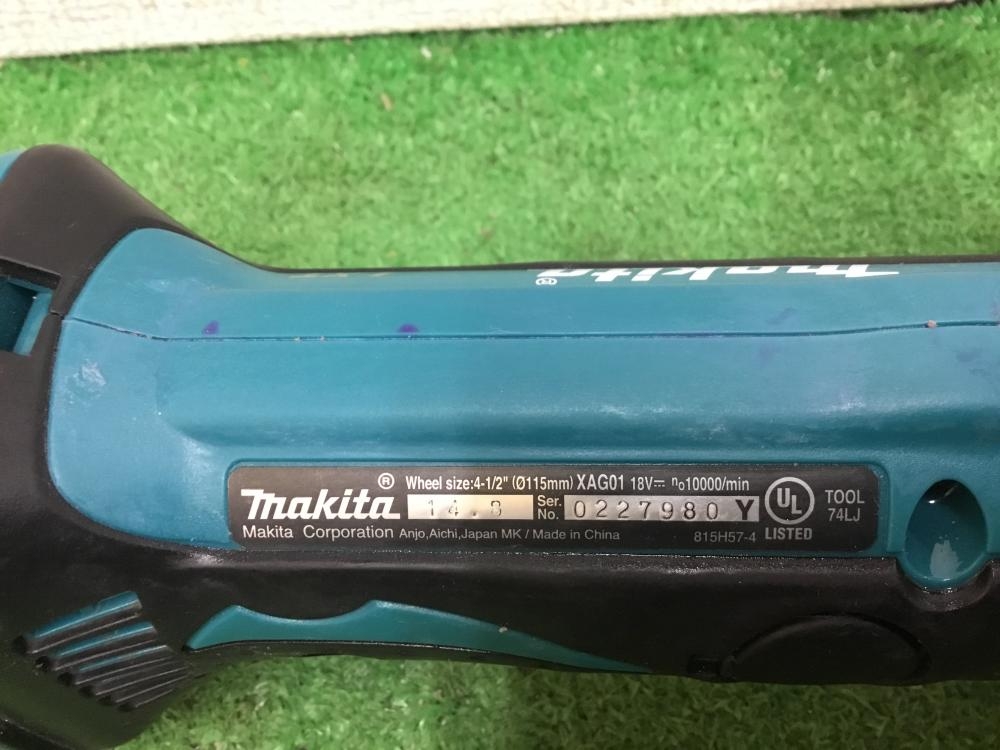 makita®
makita® Wheel size:4-1/2" (Ø115mm) XAG01 18V⎓ n₀10000/min
14.8 Ser. No. 0227980 Y
Makita Corporation Anjo,Aichi,Japan MK / Made in China 815H57-4
UL LISTED
TOOL
74LJ